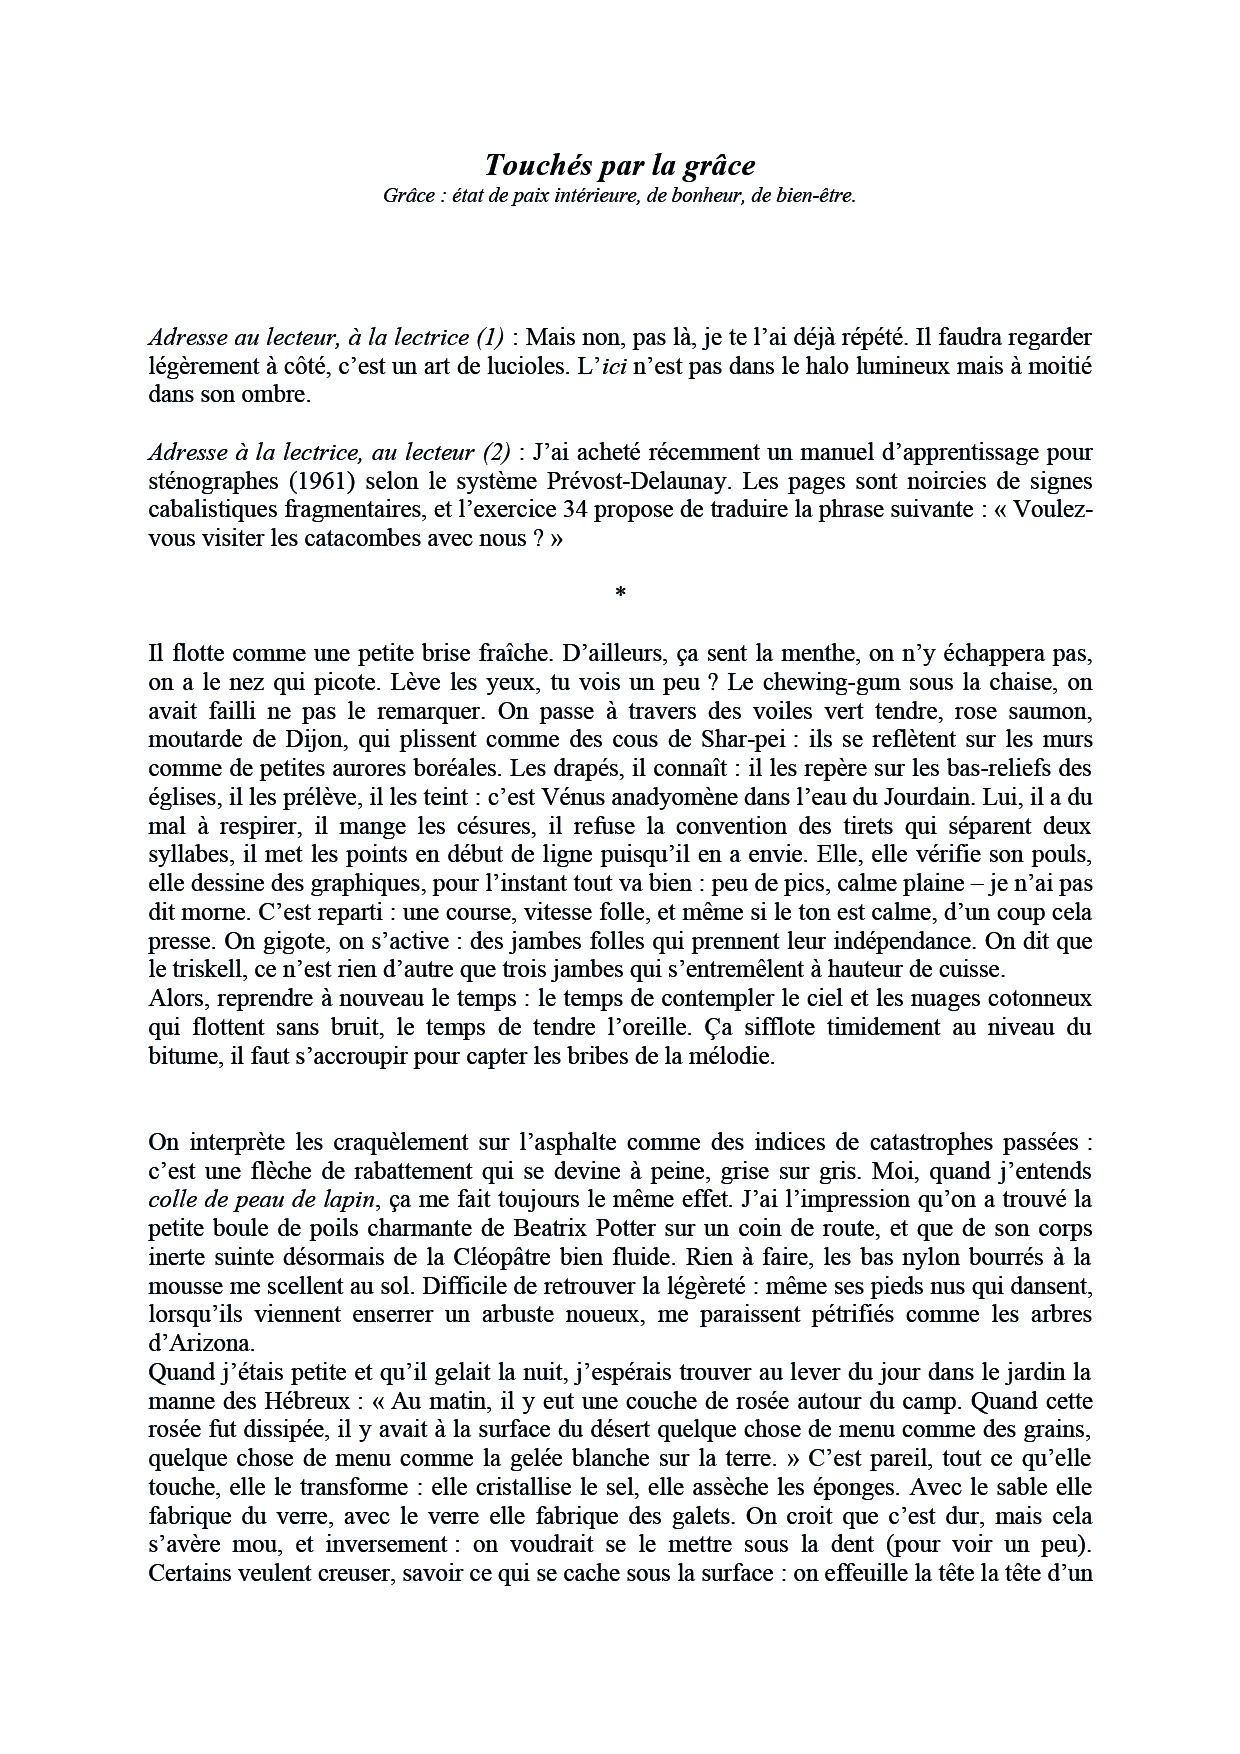 Touchés par la grâce
Grâce : état de paix intérieure, de bonheur, de bien-être.
Adresse au lecteur, à la lectrice (1) : Mais non, pas là, je te l’ai déjà répété. Il faudra regarder
légèrement à côté, c’est un art de lucioles. L’ici n’est pas dans le halo lumineux mais à moitié
dans son ombre.
Adresse à la lectrice, au lecteur (2) : J’ai acheté récemment un manuel d’apprentissage pour
sténographes (1961) selon le système Prévost-Delaunay. Les pages sont noircies de signes
cabalistiques fragmentaires, et l’exercice 34 propose de traduire la phrase suivante : « Voulez-
vous visiter les catacombes avec nous ? »
*
Il flotte comme une petite brise fraîche. D’ailleurs, ça sent la menthe, on n’y échappera pas,
on a le nez qui picote. Lève les yeux, tu vois un peu ? Le chewing-gum sous la chaise, on
avait failli ne pas le remarquer. On passe à travers des voiles vert tendre, rose saumon,
moutarde de Dijon, qui plissent comme des cous de Shar-pei : ils se reflètent sur les murs
comme de petites aurores boréales. Les drapés, il connaît : il les repère sur les bas-reliefs des
églises, il les prélève, il les teint : c’est Vénus anadyomène dans l’eau du Jourdain. Lui, il a du
mal à respirer, il mange les césures, il refuse la convention des tirets qui séparent deux
syllabes, il met les points en début de ligne puisqu’il en a envie. Elle, elle vérifie son pouls,
elle dessine des graphiques, pour l’instant tout va bien : peu de pics, calme plaine – je n’ai pas
dit morne. C’est reparti : une course, vitesse folle, et même si le ton est calme, d’un coup cela
presse. On gigote, on s’active : des jambes folles qui prennent leur indépendance. On dit que
le triskell, ce n’est rien d’autre que trois jambes qui s’entremêlent à hauteur de cuisse.
Alors, reprendre à nouveau le temps : le temps de contempler le ciel et les nuages cotonneux
qui flottent sans bruit, le temps de tendre l’oreille. Ça sifflote timidement au niveau du
bitume, il faut s’accroupir pour capter les bribes de la mélodie.
On interprète les craquèlement sur l’asphalte comme des indices de catastrophes passées :
c’est une flèche de rabattement qui se devine à peine, grise sur gris. Moi, quand j’entends
colle de peau de lapin, ça me fait toujours le même effet. J’ai l’impression qu’on a trouvé la
petite boule de poils charmante de Beatrix Potter sur un coin de route, et que de son corps
inerte suinte désormais de la Cléopâtre bien fluide. Rien à faire, les bas nylon bourrés à la
mousse me scellent au sol. Difficile de retrouver la légèreté : même ses pieds nus qui dansent,
lorsqu’ils viennent enserrer un arbuste noueux, me paraissent pétrifiés comme les arbres
d’Arizona.
Quand j’étais petite et qu’il gelait la nuit, j’espérais trouver au lever du jour dans le jardin la
manne des Hébreux : « Au matin, il y eut une couche de rosée autour du camp. Quand cette
rosée fut dissipée, il y avait à la surface du désert quelque chose de menu comme des grains,
quelque chose de menu comme la gelée blanche sur la terre. » C’est pareil, tout ce qu’elle
touche, elle le transforme : elle cristallise le sel, elle assèche les éponges. Avec le sable elle
fabrique du verre, avec le verre elle fabrique des galets. On croit que c’est dur, mais cela
s’avère mou, et inversement : on voudrait se le mettre sous la dent (pour voir un peu).
Certains veulent creuser, savoir ce qui se cache sous la surface : on effeuille la tête la tête d’un